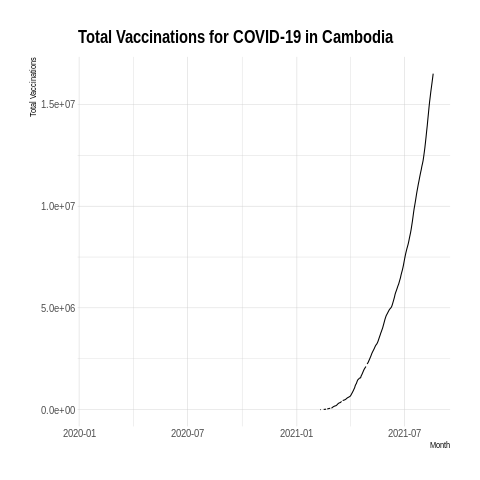 Total Vaccinations for COVID-19 in Cambodia
Total Vaccinations
1.5e+07
1.0e+07
5.0e+06
0.0e+00
2020-01
2020-07
2021-01
2021-07
Month